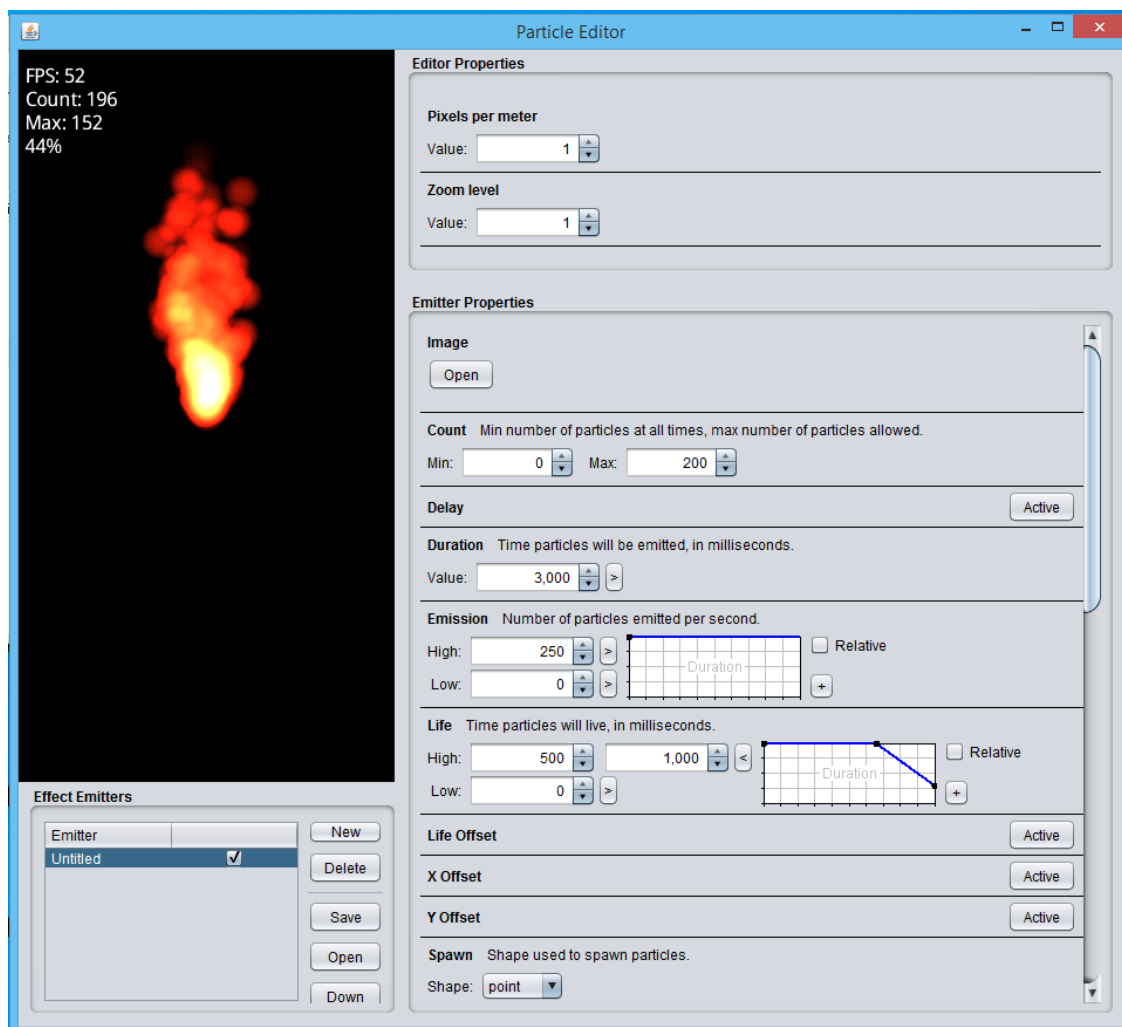 Particle Editor
FPS: 52
Count: 196
Max: 152
44%
Editor Properties
Pixels per meter
Value: 1
Zoom level
Value: 1
Emitter Properties
Image
Open
Count Min number of particles at all times, max number of particles allowed.
Min: 0 Max: 200
Delay Active
Duration Time particles will be emitted, in milliseconds.
Value: 3,000 >
Emission Number of particles emitted per second.
High: 250 > Duration Relative
Low: 0 > +
Life Time particles will live, in milliseconds.
High: 500 1,000 < Duration Relative
Low: 0 > +
Life Offset Active
X Offset Active
Y Offset Active
Spawn Shape used to spawn particles.
Shape: point
Effect Emitters
Emitter
Untitled
New
Delete
Save
Open
Down